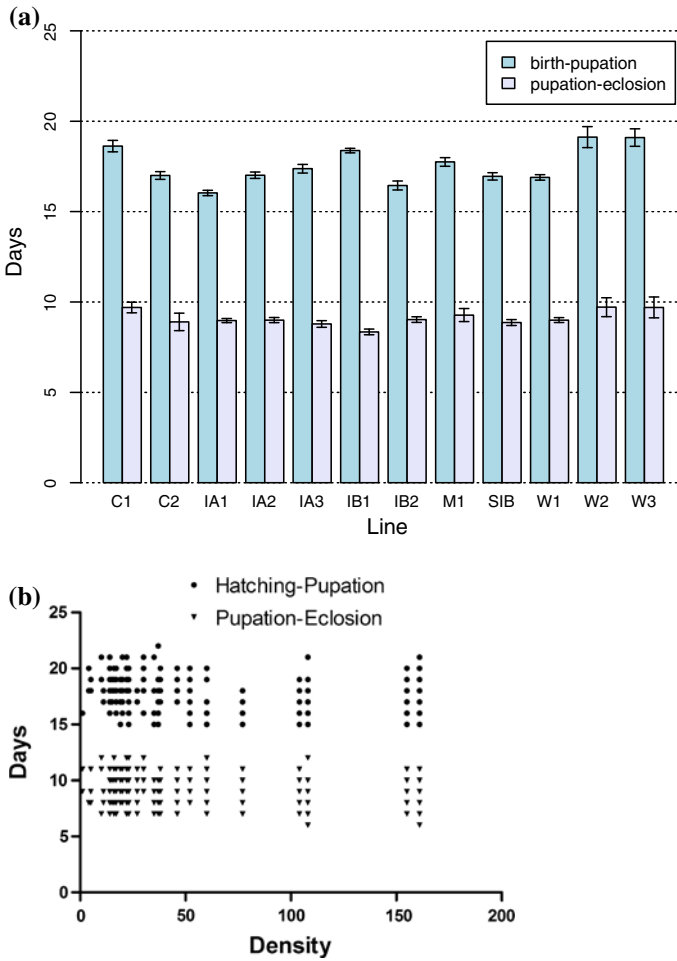 (a)
25
20
15
10
5
0
Days
birth-pupation
pupation-eclosion
C1 C2 IA1 IA2 IA3 IB1 IB2 M1 SIB W1 W2 W3
Line
(b)
Hatching-Pupation
Pupation-Eclosion
25
20
15
10
5
0
Days
0 50 100 150 200
Density